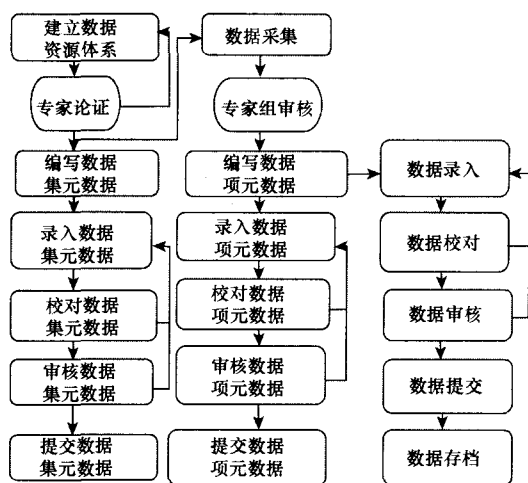 建立数据
资源体系
专家论证
编写数据
集元数据
录入数据
集元数据
校对数据
集元数据
审核数据
集元数据
提交数据
集元数据
数据采集
专家组审核
编写数据
项元数据
录入数据
项元数据
校对数据
项元数据
审核数据
项元数据
提交数据
项元数据
数据录入
数据校对
数据审核
数据提交
数据存档